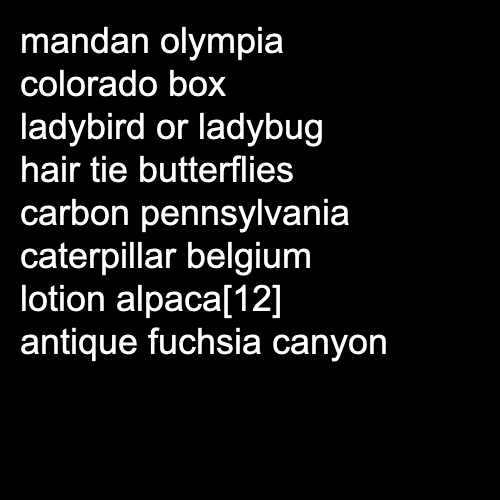 mandan olympia
colorado box
ladybird or ladybug
hair tie butterflies
carbon pennsylvania
caterpillar belgium
lotion alpaca[12]
antique fuchsia canyon